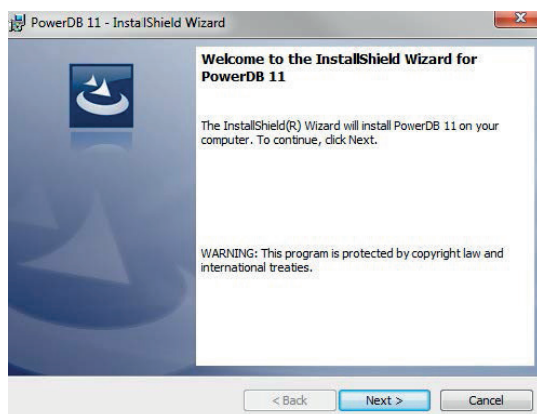 PowerDB 11 - InstallShield Wizard
X
Welcome to the InstallShield Wizard for
PowerDB 11
The InstallShield(R) Wizard will install PowerDB 11 on your
computer. To continue, click Next.
WARNING: This program is protected by copyright law and
international treaties.
< Back
Next >
Cancel